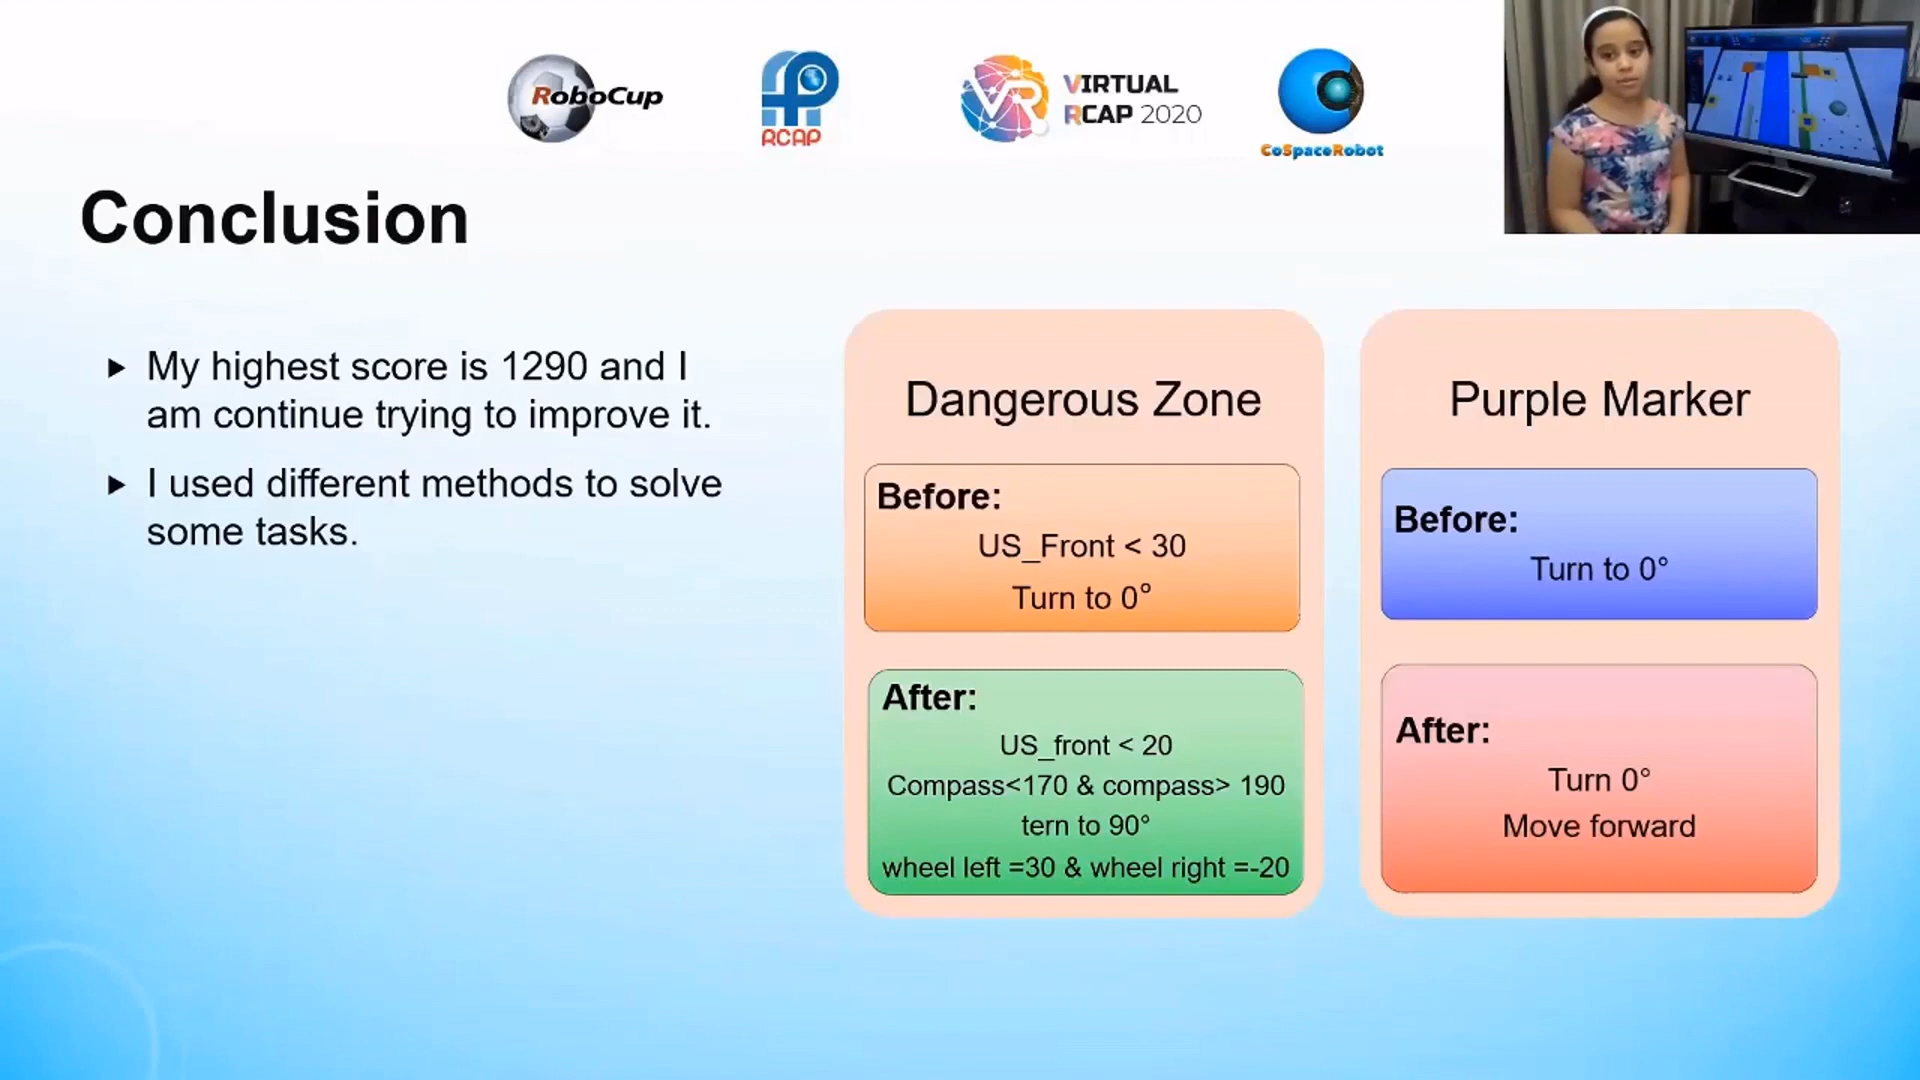 RoboCup
RCAP
VR
VIRTUAL
RCAP 2020
CoSpaceRobot
Conclusion
My highest score is 1290 and I
am continue trying to improve it.
I used different methods to solve
some tasks.
Dangerous Zone
Before:
US_Front < 30
Turn to 0°
After:
US_front < 20
Compass<170 & compass> 190
tern to 90°
wheel left =30 & wheel right =-20
Purple Marker
Before:
Turn to 0°
After:
Turn 0°
Move forward